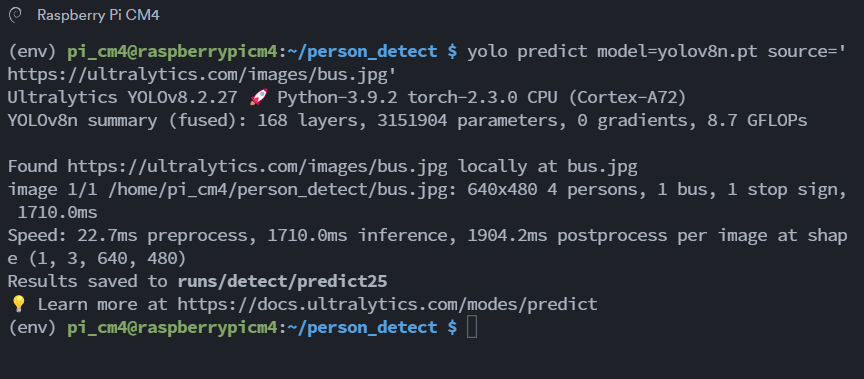 Raspberry Pi CM4
(env) pi_cm4@raspberrypicm4:~/person_detect $ yolo predict model=yolov8n.pt source='
https://ultralytics.com/images/bus.jpg'
Ultralytics YOLOv8.2.27 🚀 Python-3.9.2 torch-2.3.0 CPU (Cortex-A72)
YOLOv8n summary (fused): 168 layers, 3151904 parameters, 0 gradients, 8.7 GFLOPs
Found https://ultralytics.com/images/bus.jpg locally at bus.jpg
image 1/1 /home/pi_cm4/person_detect/bus.jpg: 640x480 4 persons, 1 bus, 1 stop sign,
 1710.0ms
Speed: 22.7ms preprocess, 1710.0ms inference, 1904.2ms postprocess per image at shap
e (1, 3, 640, 480)
Results saved to runs/detect/predict25
💡 Learn more at https://docs.ultralytics.com/modes/predict
(env) pi_cm4@raspberrypicm4:~/person_detect $